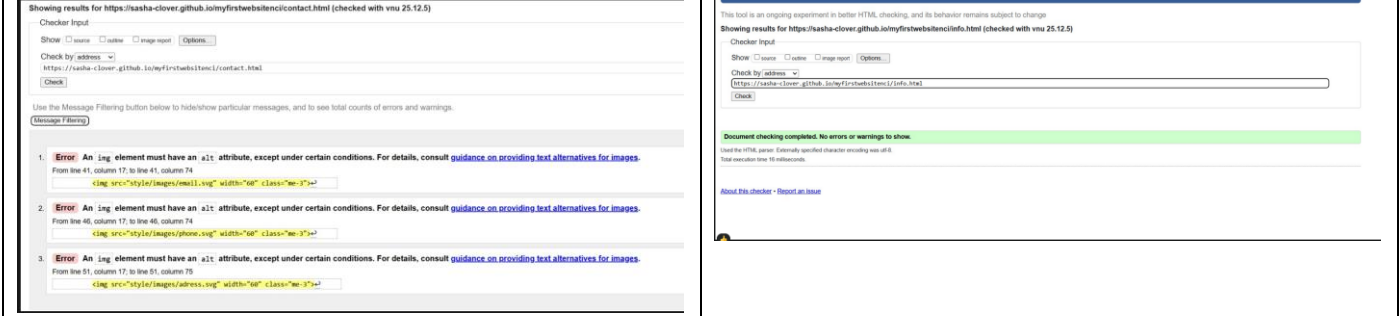 Showing results for https://sasha-clover.github.io/myfirstwebsitenci/contact.html (checked with vnu 25.12.5)
Checker Input
Show source outline image report Options...
Check by address
https://sasha-clover.github.io/myfirstwebsitenci/contact.html
Check
Use the Message Filtering button below to hide/show particular messages, and to see total counts of errors and warnings.
Message Filtering
1. Error An img element must have an alt attribute, except under certain conditions. For details, consult guidance on providing text alternatives for images.
From line 41, column 17; to line 41, column 74
<img src="style/images/email.svg" width="60" class="me-3">↩
2. Error An img element must have an alt attribute, except under certain conditions. For details, consult guidance on providing text alternatives for images.
From line 46, column 17; to line 46, column 74
<img src="style/images/phone.svg" width="60" class="me-3">↩
3. Error An img element must have an alt attribute, except under certain conditions. For details, consult guidance on providing text alternatives for images.
From line 51, column 17; to line 51, column 75
<img src="style/images/adress.svg" width="60" class="me-3">↩
This tool is an ongoing experiment in better HTML checking, and its behavior remains subject to change
Showing results for https://sasha-clover.github.io/myfirstwebsitenci/info.html (checked with vnu 25.12.5)
Checker Input
Show source outline image report Options...
Check by address
https://sasha-clover.github.io/myfirstwebsitenci/info.html
Check
Document checking completed. No errors or warnings to show.
Used the HTML parser. Externally specified character encoding was utf-8.
Total execution time 16 milliseconds.
About this checker • Report an issue